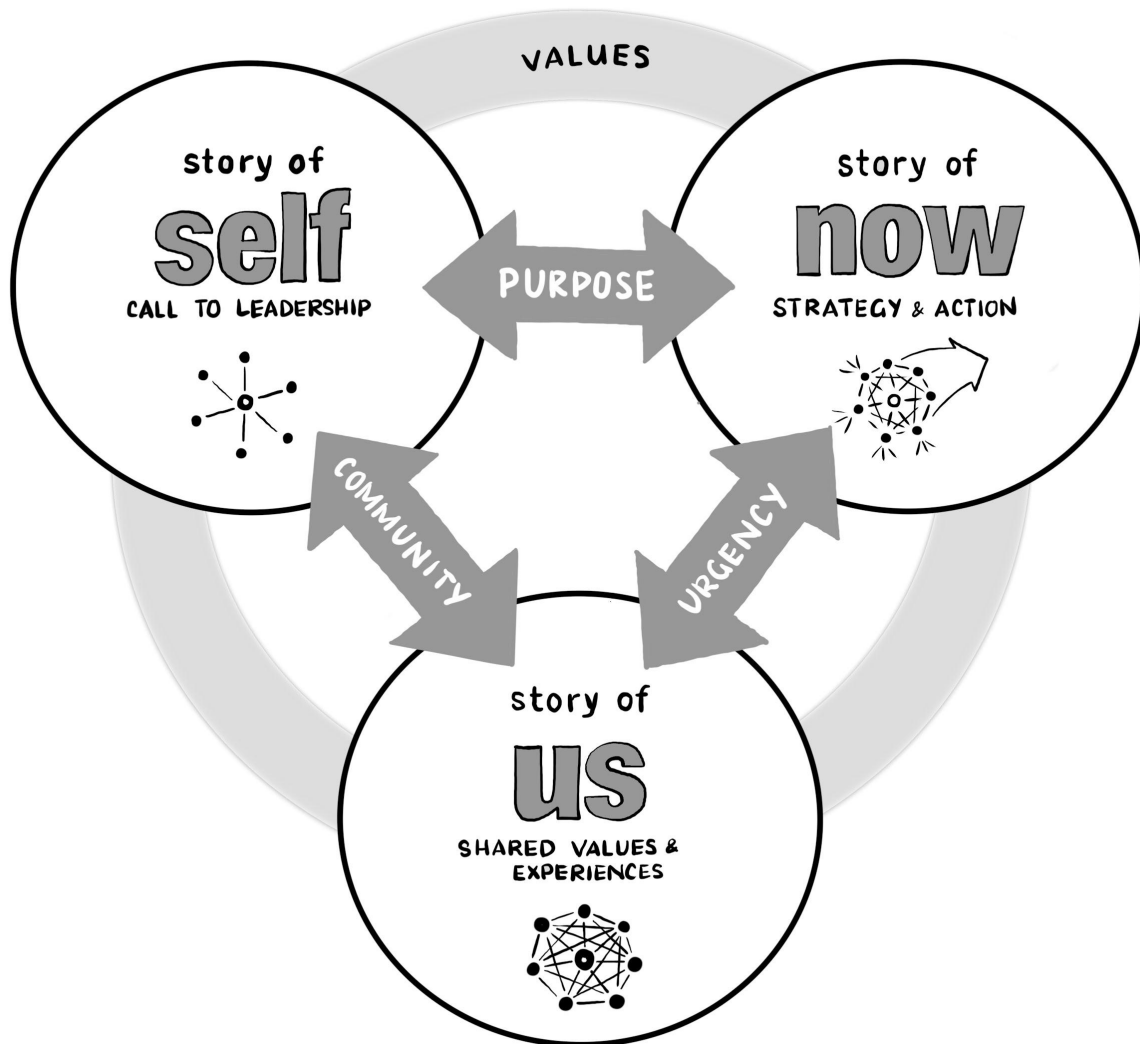 VALUES
story of
self
CALL TO LEADERSHIP
PURPOSE
story of
now
STRATEGY & ACTION
COMMUNITY
URGENCY
story of
us
SHARED VALUES &
EXPERIENCES